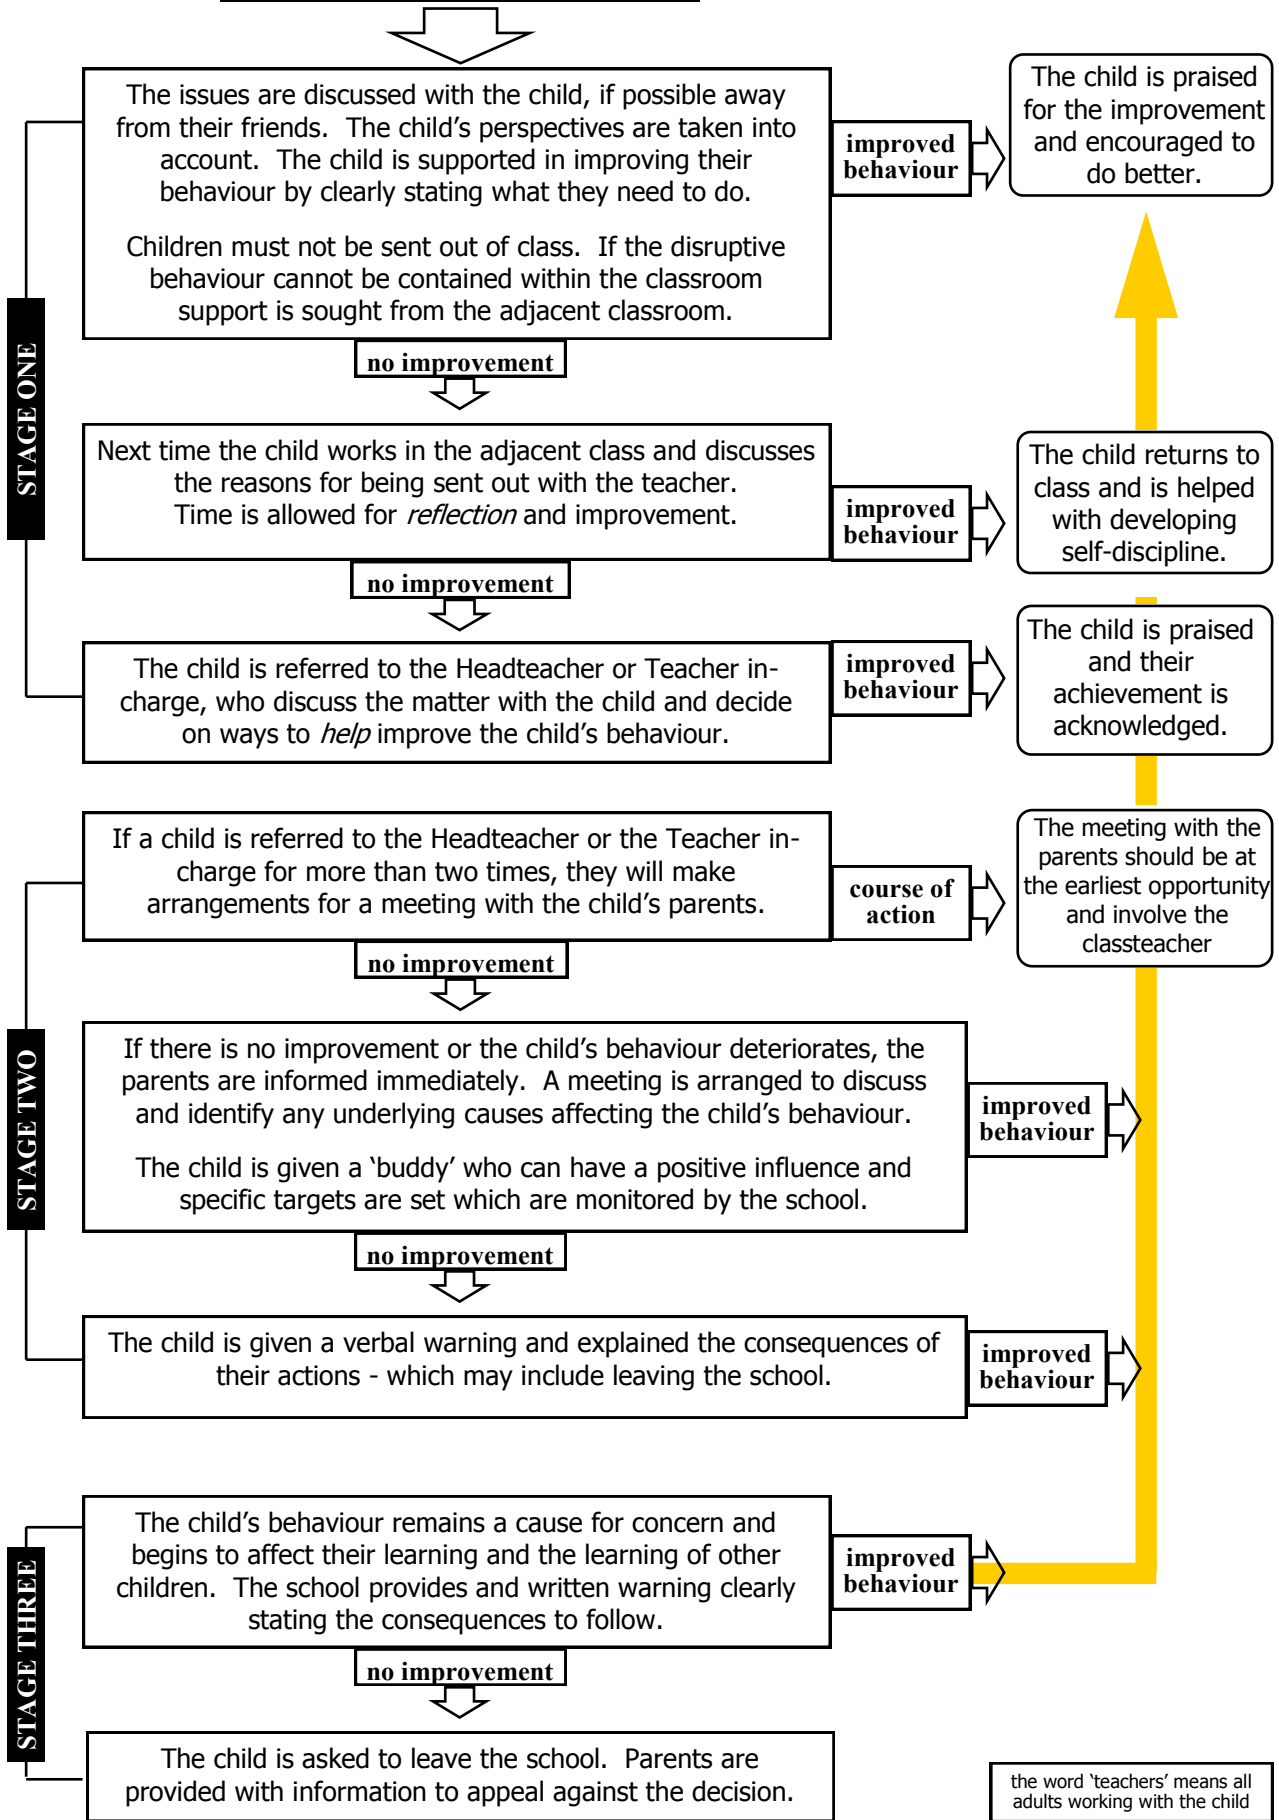 The issues are discussed with the child, if possible away
from their friends.  The child's perspectives are taken into
account.  The child is supported in improving their
behaviour by clearly stating what they need to do.
Children must not be sent out of class.  If the disruptive
behaviour cannot be contained within the classroom
support is sought from the adjacent classroom.
improved
behaviour
The child is praised
for the improvement
and encouraged to
do better.
no improvement
STAGE ONE
Next time the child works in the adjacent class and discusses
the reasons for being sent out with the teacher.
Time is allowed for reflection and improvement.
improved
behaviour
The child returns to
class and is helped
with developing
self-discipline.
no improvement
The child is referred to the Headteacher or Teacher in-
charge, who discuss the matter with the child and decide
on ways to help improve the child's behaviour.
improved
behaviour
The child is praised
and their
achievement is
acknowledged.
If a child is referred to the Headteacher or the Teacher in-
charge for more than two times, they will make
arrangements for a meeting with the child's parents.
course of
action
The meeting with the
parents should be at
the earliest opportunity
and involve the
classteacher
no improvement
STAGE TWO
If there is no improvement or the child's behaviour deteriorates, the
parents are informed immediately.  A meeting is arranged to discuss
and identify any underlying causes affecting the child's behaviour.
The child is given a 'buddy' who can have a positive influence and
specific targets are set which are monitored by the school.
improved
behaviour
no improvement
The child is given a verbal warning and explained the consequences of
their actions - which may include leaving the school.
improved
behaviour
STAGE THREE
The child's behaviour remains a cause for concern and
begins to affect their learning and the learning of other
children.  The school provides and written warning clearly
stating the consequences to follow.
improved
behaviour
no improvement
The child is asked to leave the school.  Parents are
provided with information to appeal against the decision.
the word 'teachers' means all
adults working with the child